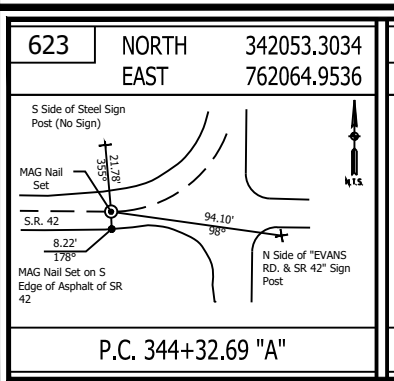 623
NORTH 342053.3034
EAST 762064.9536
S Side of Steel Sign
Post (No Sign)
21.78'
355°
MAG Nail
Set
S.R. 42
94.10'
98°
8.22'
178°
MAG Nail Set on S
Edge of Asphalt of SR
42
N Side of "EVANS
RD. & SR 42" Sign
Post
N.T.S.
P.C. 344+32.69 "A"